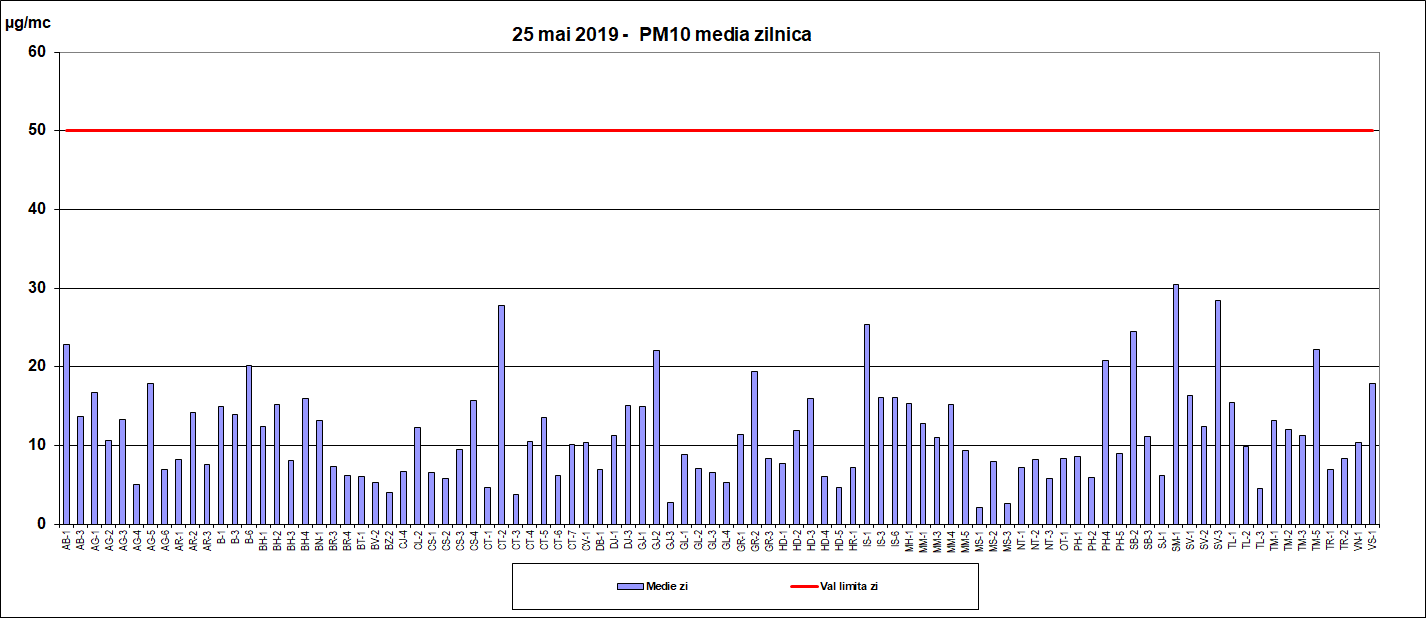 µg/mc
25 mai 2019 - PM10 media zilnica
60
50
40
30
20
10
0
AB-1
AB-3
AG-1
AG-2
AG-3
AG-4
AG-5
AG-6
AR-1
AR-2
AR-3
B-1
B-3
B-6
BH-1
BH-2
BH-3
BH-4
BN-1
BR-3
BR-4
BT-1
BV-2
BZ-2
CJ-4
CL-2
CS-1
CS-2
CS-3
CS-4
CT-1
CT-2
CT-3
CT-4
CT-5
CT-6
CT-7
CV-1
DB-1
DJ-1
DJ-3
GJ-1
GJ-2
GJ-3
GL-1
GL-2
GL-3
GL-4
GR-1
GR-2
GR-3
HD-1
HD-2
HD-3
HD-4
HD-5
HR-1
IS-1
IS-3
IS-6
MH-1
MM-1
MM-3
MM-4
MM-5
MS-1
MS-2
MS-3
NT-1
NT-2
NT-3
OT-1
PH-1
PH-2
PH-4
PH-5
SB-2
SB-3
SJ-1
SM-1
SV-1
SV-2
SV-3
TL-1
TL-2
TL-3
TM-1
TM-2
TM-3
TM-5
TR-1
TR-2
VN-1
VS-1
Medie zi
Val limita zi